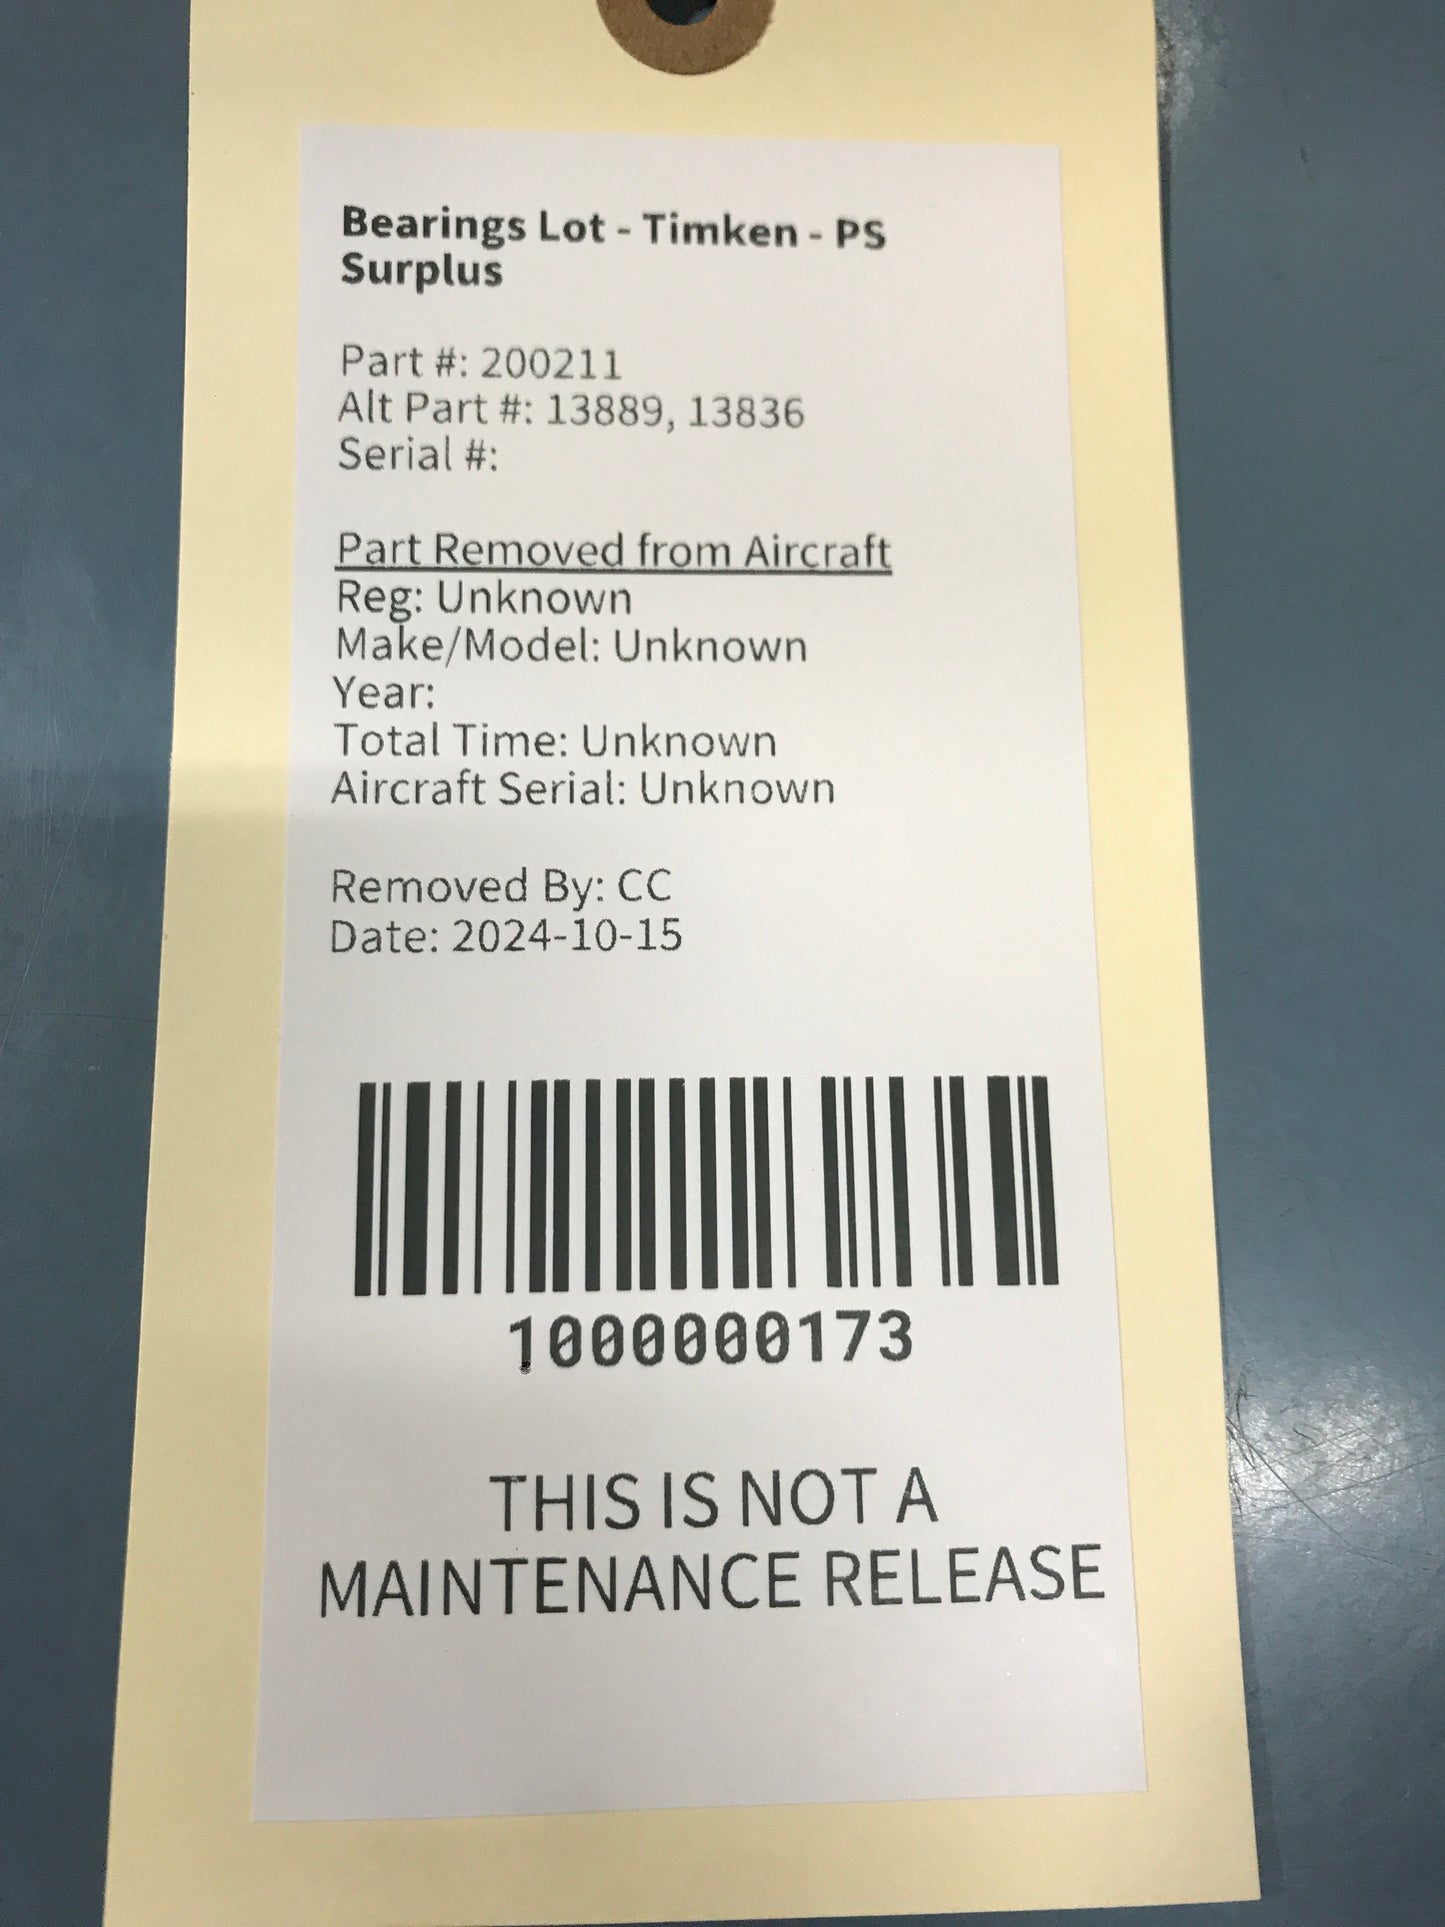 Bearings Lot - Timken - PS
Surplus
Part #: 200211
Alt Part #: 13889, 13836
Serial #:
Part Removed from Aircraft
Reg: Unknown
Make/Model: Unknown
Year:
Total Time: Unknown
Aircraft Serial: Unknown
Removed By: CC
Date: 2024-10-15
1000000173
THIS IS NOT A
MAINTENANCE RELEASE